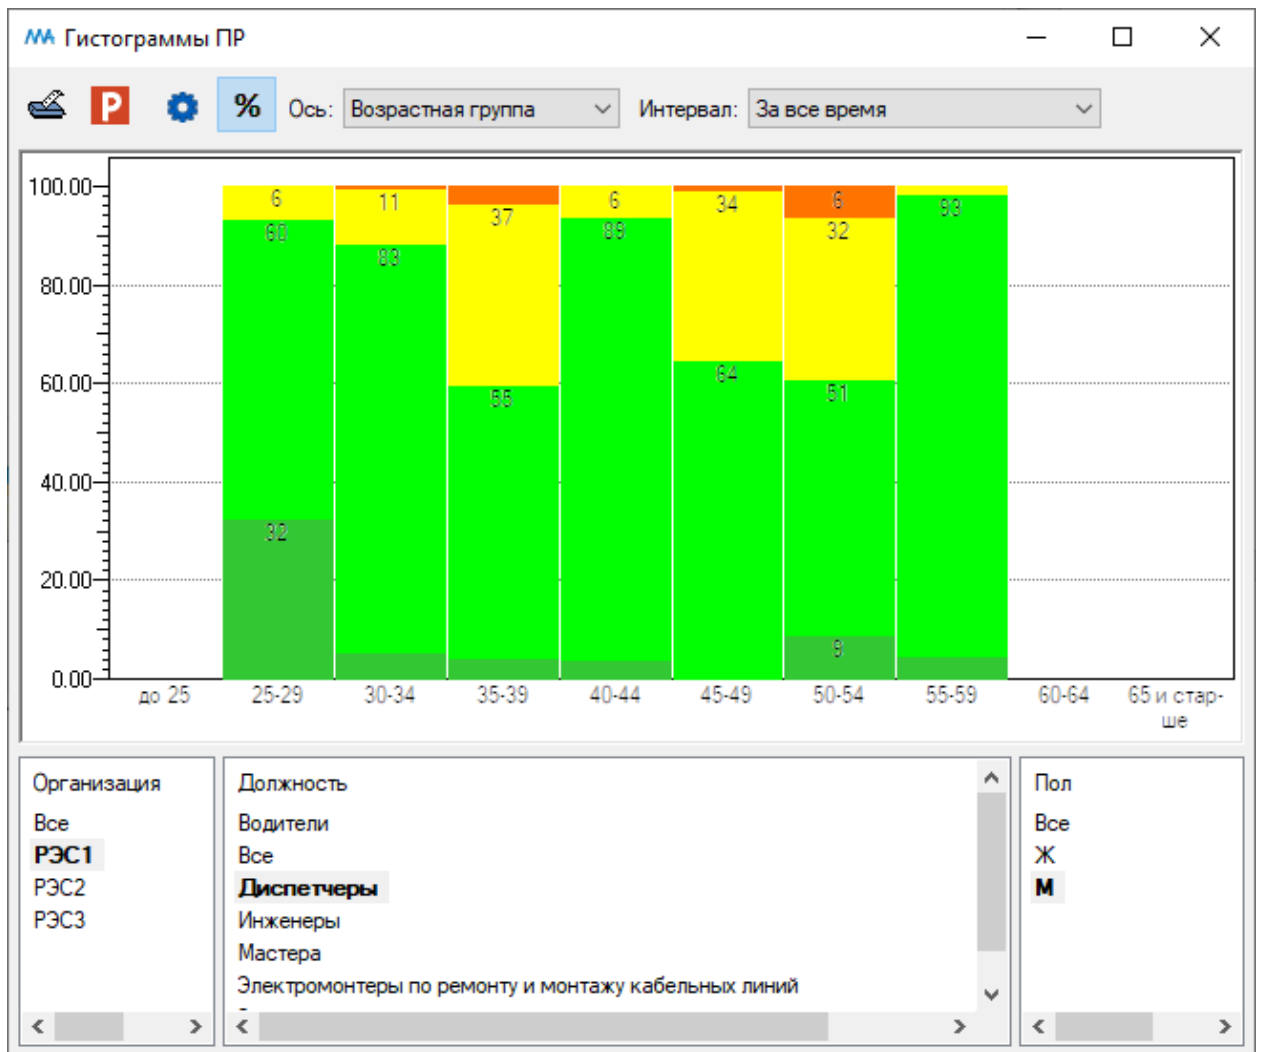 Гистограммы ПР
P % Ось: Возрастная группа Интервал: За все время
100.00
80.00
60.00
40.00
20.00
0.00
6 11 37 6 34 6 93
60 83 55 89 64 32
32 51
9
до 25 25-29 30-34 35-39 40-44 45-49 50-54 55-59 60-64 65 и стар-
ше
Организация
Все
РЭС1
РЭС2
РЭС3
Должность
Водители
Все
Диспетчеры
Инженеры
Мастера
Электромонтеры по ремонту и монтажу кабельных линий
Пол
Все
Ж
М